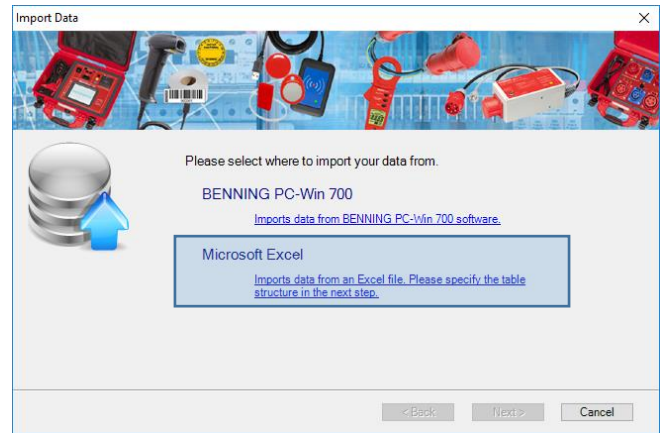 Import Data
Please select where to import your data from.
BENNING PC-Win 700
Imports data from BENNING PC-Win 700 software.
Microsoft Excel
Imports data from an Excel file. Please specify the table
structure in the next step.
< Back
Next >
Cancel